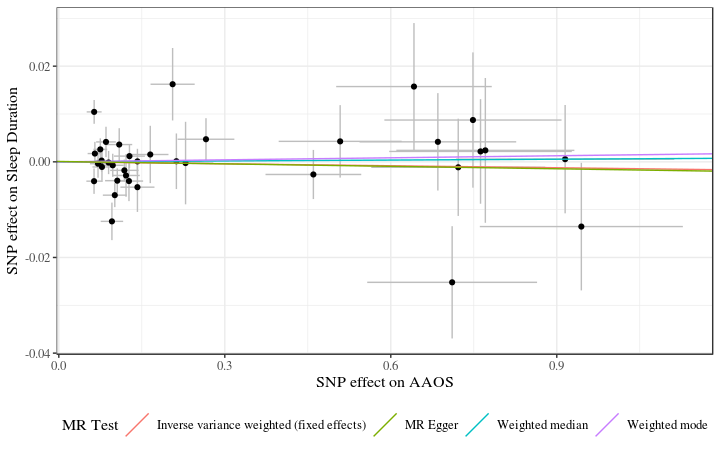 SNP effect on Sleep Duration
0.02
0.00
-0.02
-0.04
0.0 0.3 0.6 0.9
SNP effect on AAOS
MR Test Inverse variance weighted (fixed effects) MR Egger Weighted median Weighted mode